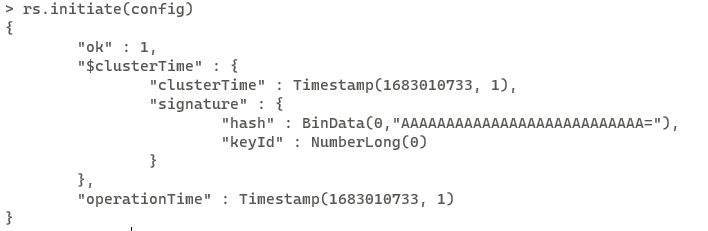 > rs.initiate(config)
{
        "ok" : 1,
        "$clusterTime" : {
                "clusterTime" : Timestamp(1683010733, 1),
                "signature" : {
                        "hash" : BinData(0,"AAAAAAAAAAAAAAAAAAAAAAAAAAA="),
                        "keyId" : NumberLong(0)
                }
        },
        "operationTime" : Timestamp(1683010733, 1)
}